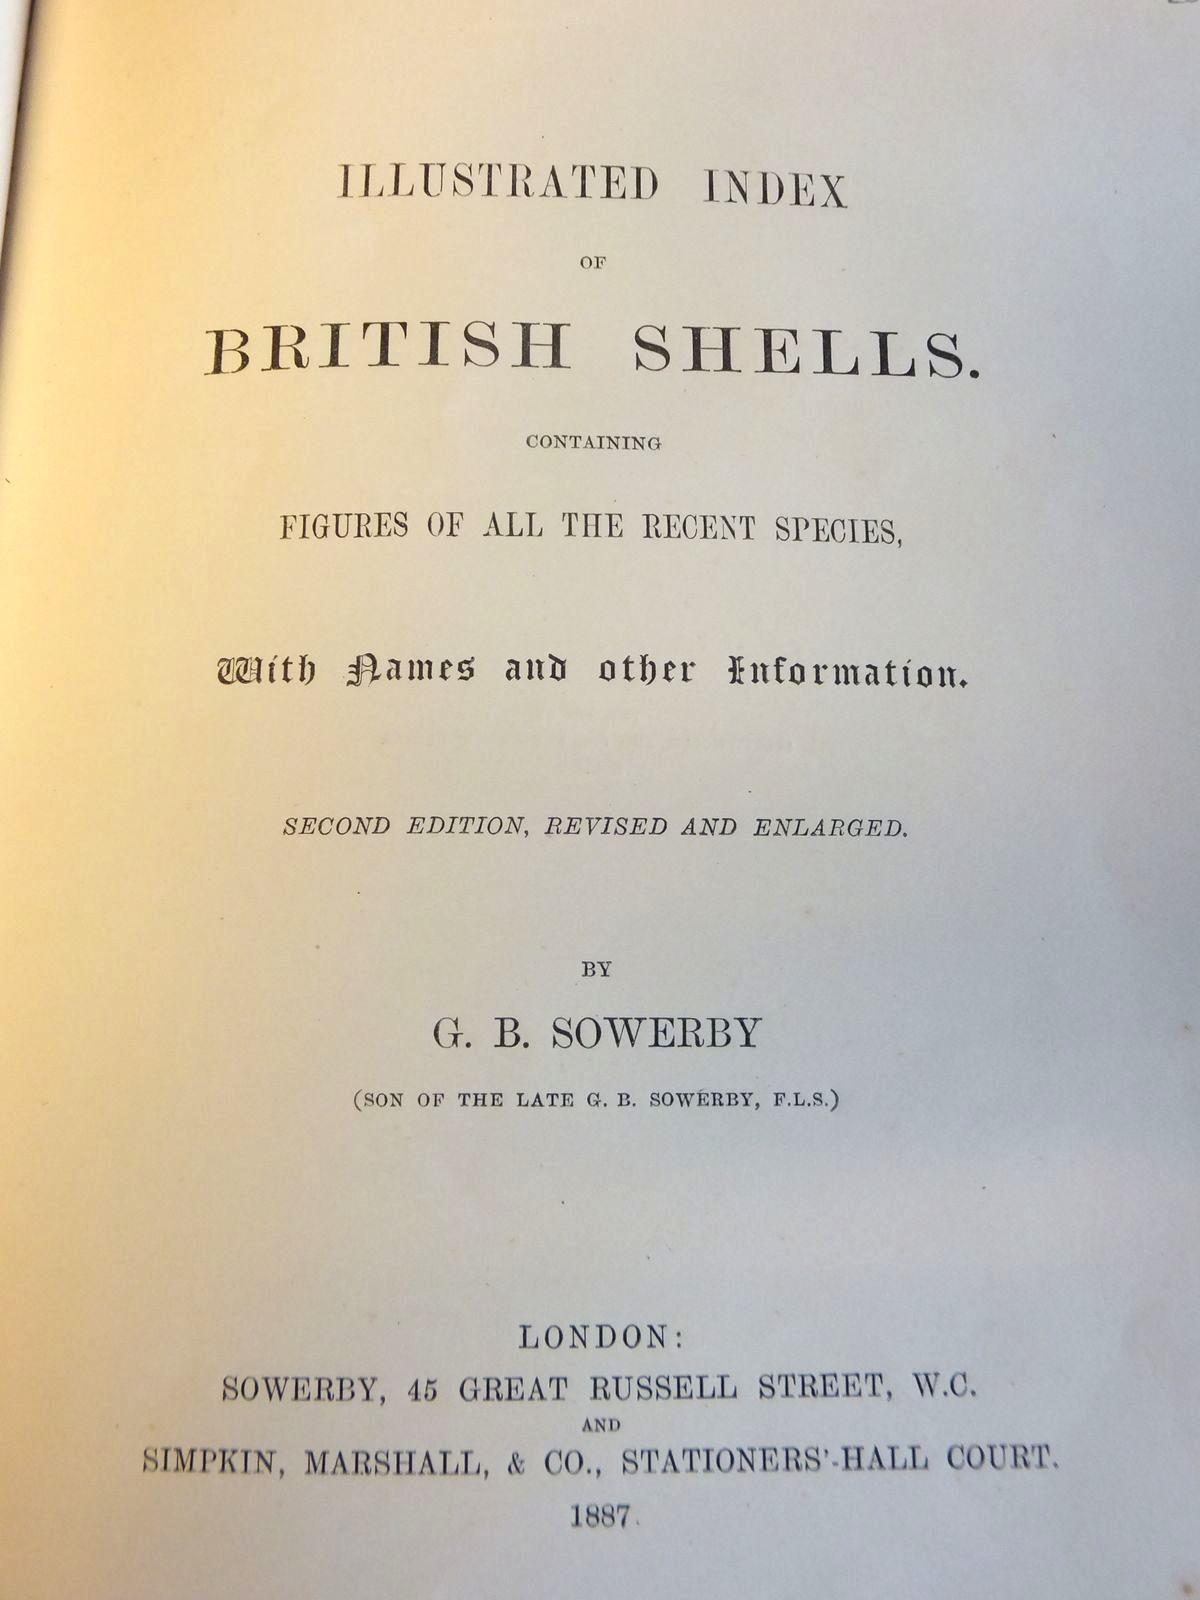 ILLUSTRATED INDEX
OF
BRITISH SHELLS.
CONTAINING
FIGURES OF ALL THE RECENT SPECIES,
With Names and other Information.
SECOND EDITION, REVISED AND ENLARGED.
BY
G. B. SOWERBY
(SON OF THE LATE G. B. SOWERBY, F.L.S.)
LONDON:
SOWERBY, 45 GREAT RUSSELL STREET, W.C.
AND
SIMPKIN, MARSHALL, & CO., STATIONERS'-HALL COURT.
1887.